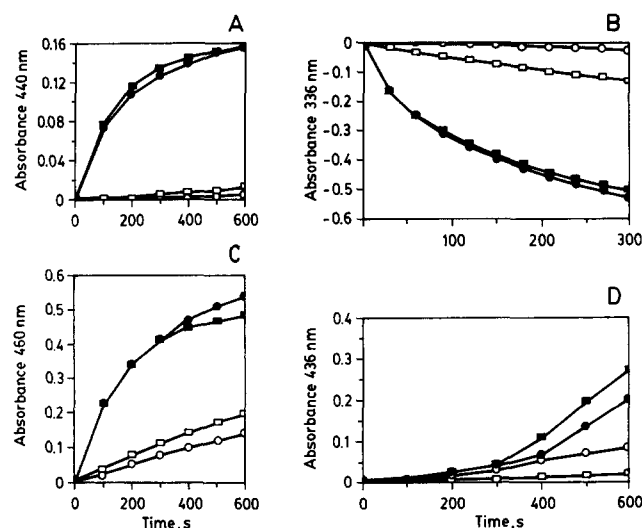 A
Absorbance 440 nm
0.16
0.12
0.08
0.04
0
0 200 400 600
B
Absorbance 336 nm
0
-0.1
-0.2
-0.3
-0.4
-0.5
-0.6
100 200 300
C
Absorbance 460 nm
0.6
0.5
0.4
0.3
0.2
0.1
0
0 200 400 600
Time, s
D
Absorbance 436 nm
0.4
0.3
0.2
0.1
0
0 200 400 600
Time, s